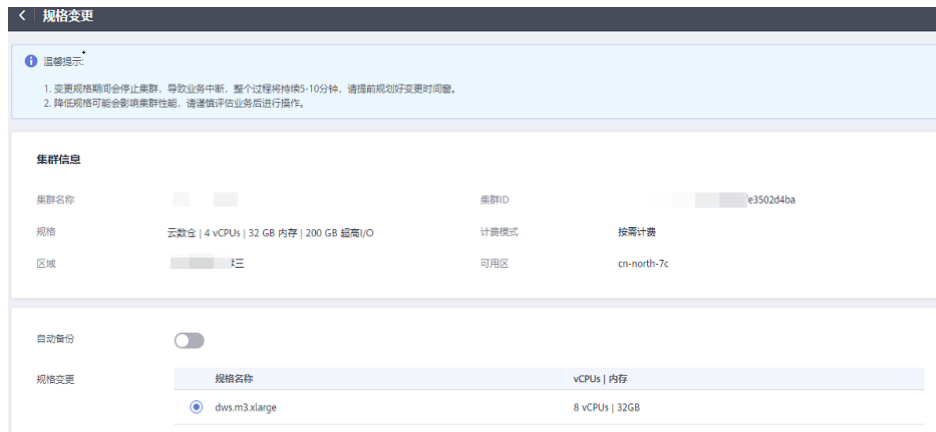 规格变更
温馨提示:
1. 变更规格期间会停止集群，导致业务中断，整个过程将持续5-10分钟，请提前规划好变更时间窗。
2. 降低规格可能会影响集群性能，请谨慎评估业务后进行操作。
集群信息
集群名称 集群ID e3502d4ba
规格 云数仓 | 4 vCPUs | 32 GB 内存 | 200 GB 超高I/O 计费模式 按需计费
区域 三 可用区 cn-north-7c
自动备份
规格变更 规格名称 vCPUs | 内存
dws.m3.xlarge 8 vCPUs | 32GB